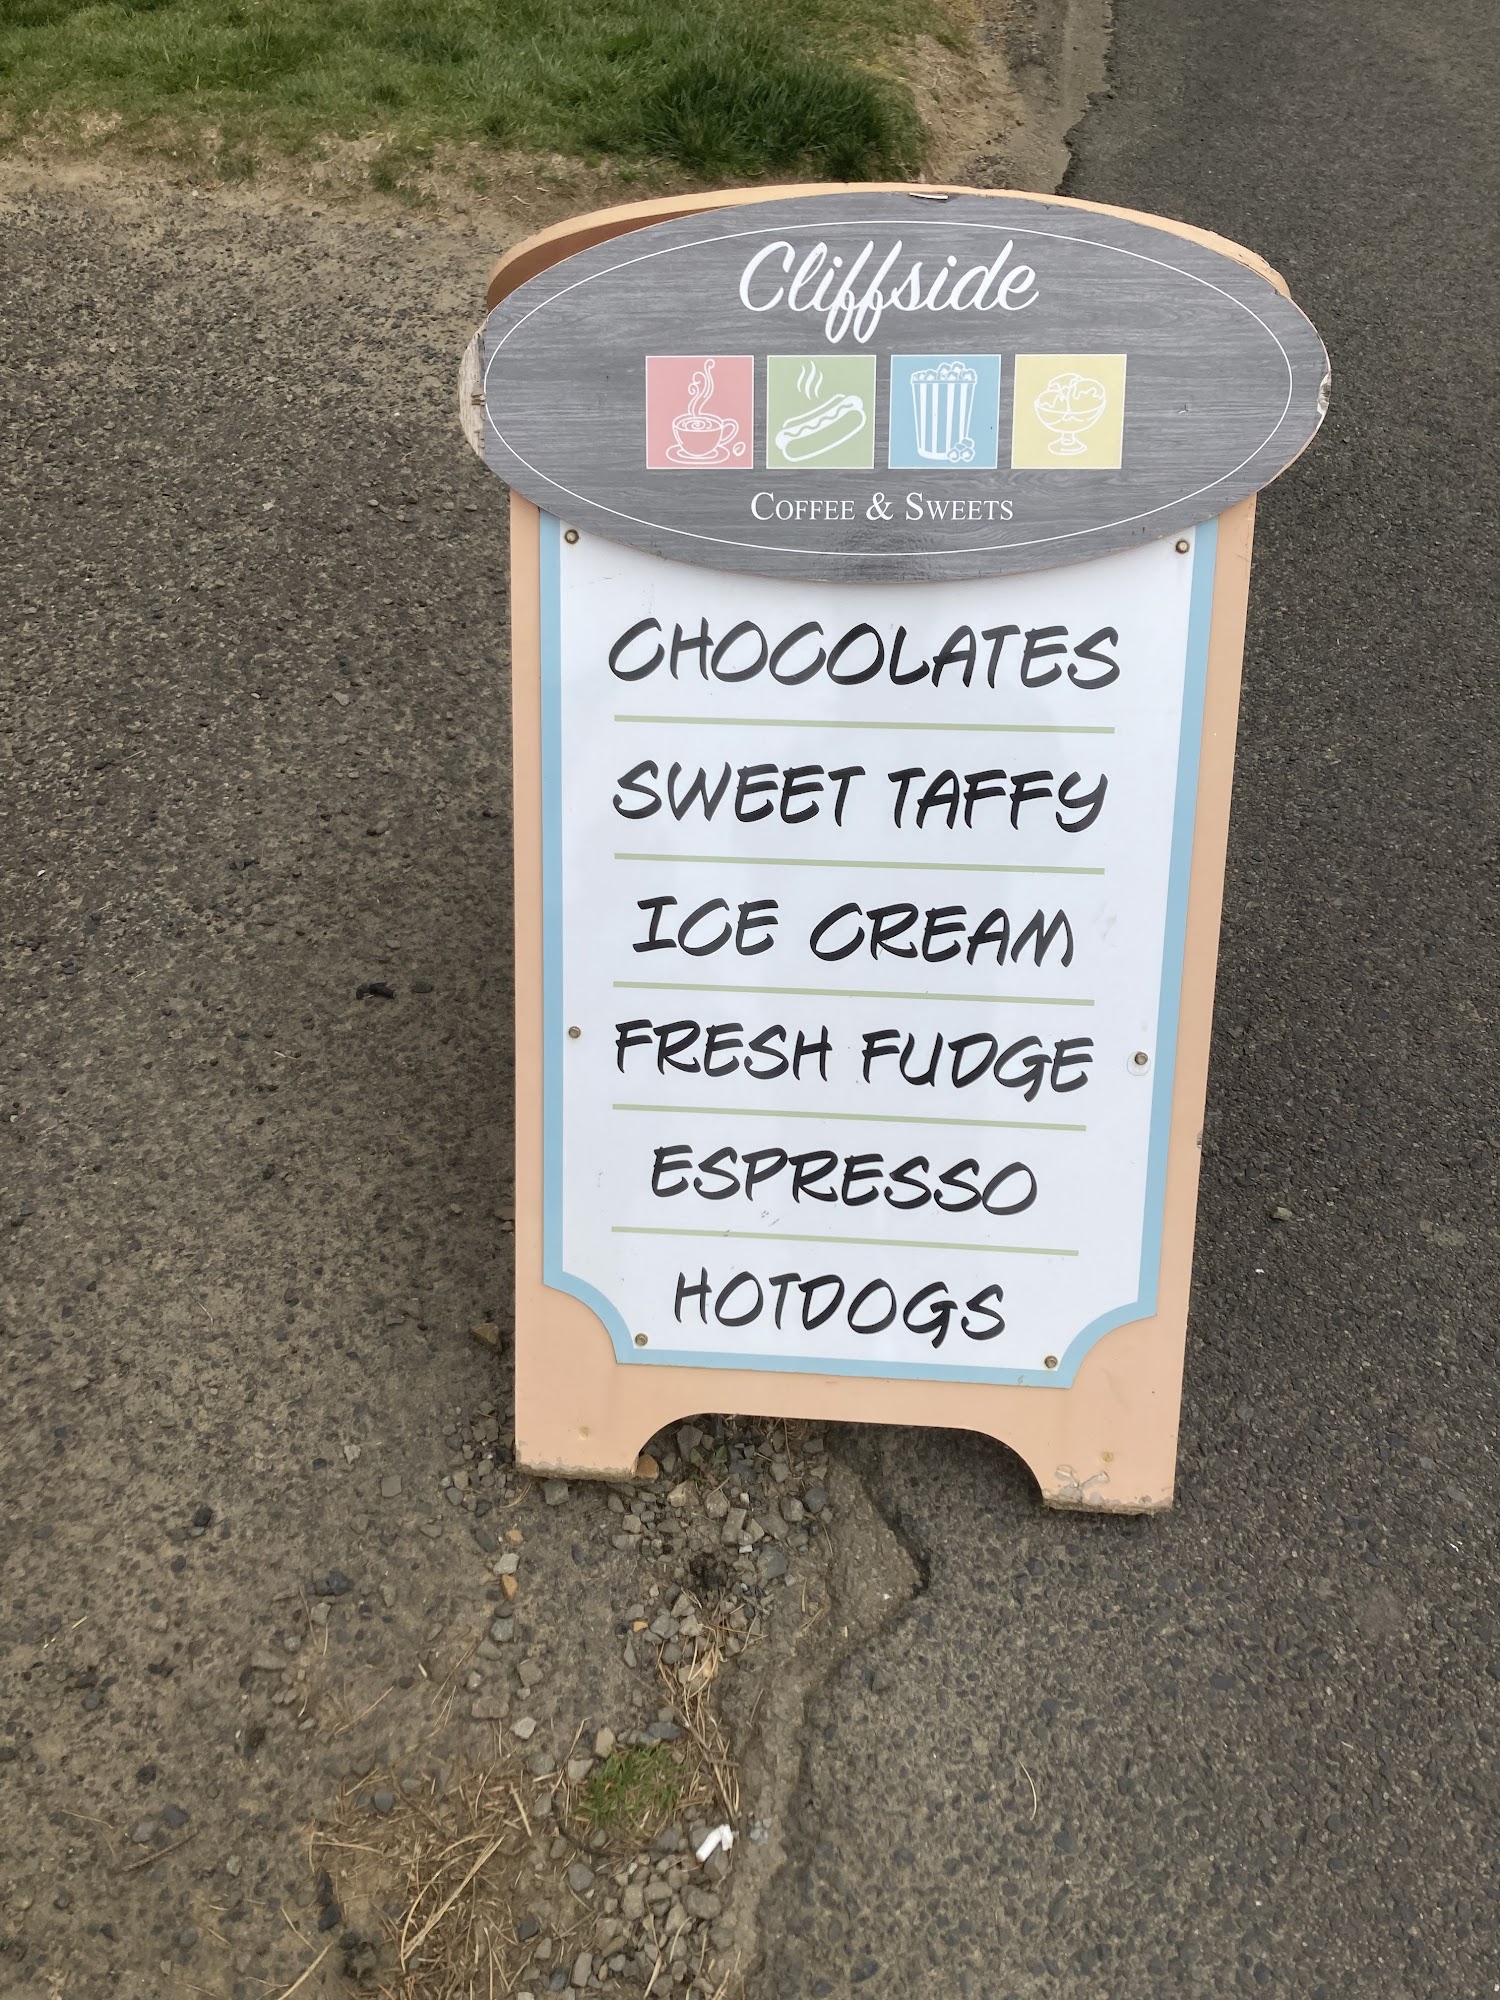 Cliffside
COFFEE & SWEETS
CHOCOLATES
SWEET TAFFY
ICE CREAM
FRESH FUDGE
ESPRESSO
HOTDOGS